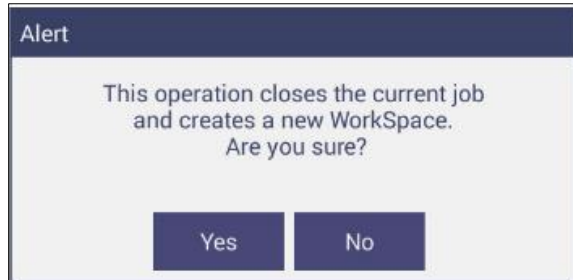 Alert
This operation closes the current job
and creates a new WorkSpace.
Are you sure?
Yes No